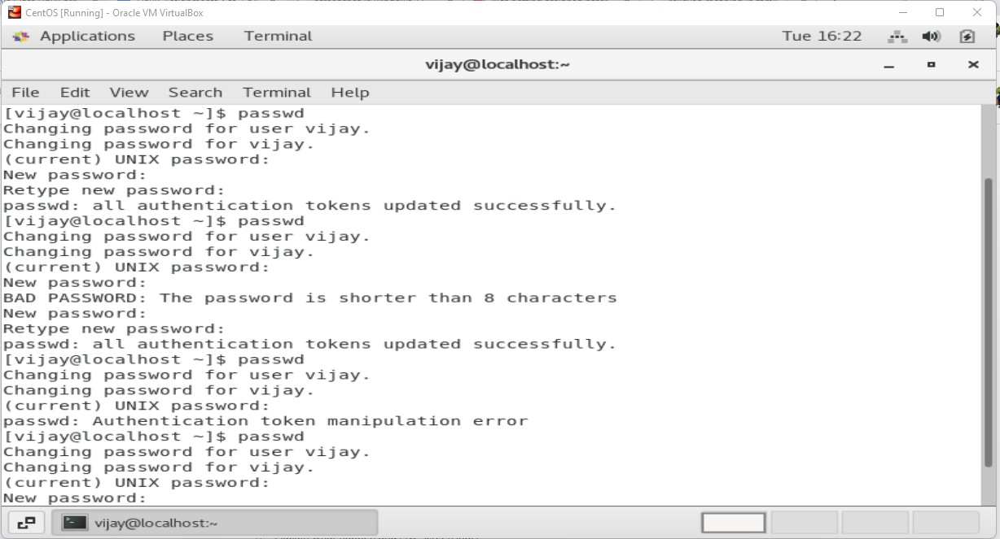 CentOS [Running] - Oracle VM VirtualBox
Applications Places Terminal Tue 16:22
vijay@localhost:~
File Edit View Search Terminal Help
[vijay@localhost ~]$ passwd
Changing password for user vijay.
Changing password for vijay.
(current) UNIX password:
New password:
Retype new password:
passwd: all authentication tokens updated successfully.
[vijay@localhost ~]$ passwd
Changing password for user vijay.
Changing password for vijay.
(current) UNIX password:
New password:
BAD PASSWORD: The password is shorter than 8 characters
New password:
Retype new password:
passwd: all authentication tokens updated successfully.
[vijay@localhost ~]$ passwd
Changing password for user vijay.
Changing password for vijay.
(current) UNIX password:
passwd: Authentication token manipulation error
[vijay@localhost ~]$ passwd
Changing password for user vijay.
Changing password for vijay.
(current) UNIX password:
New password:
vijay@localhost:~